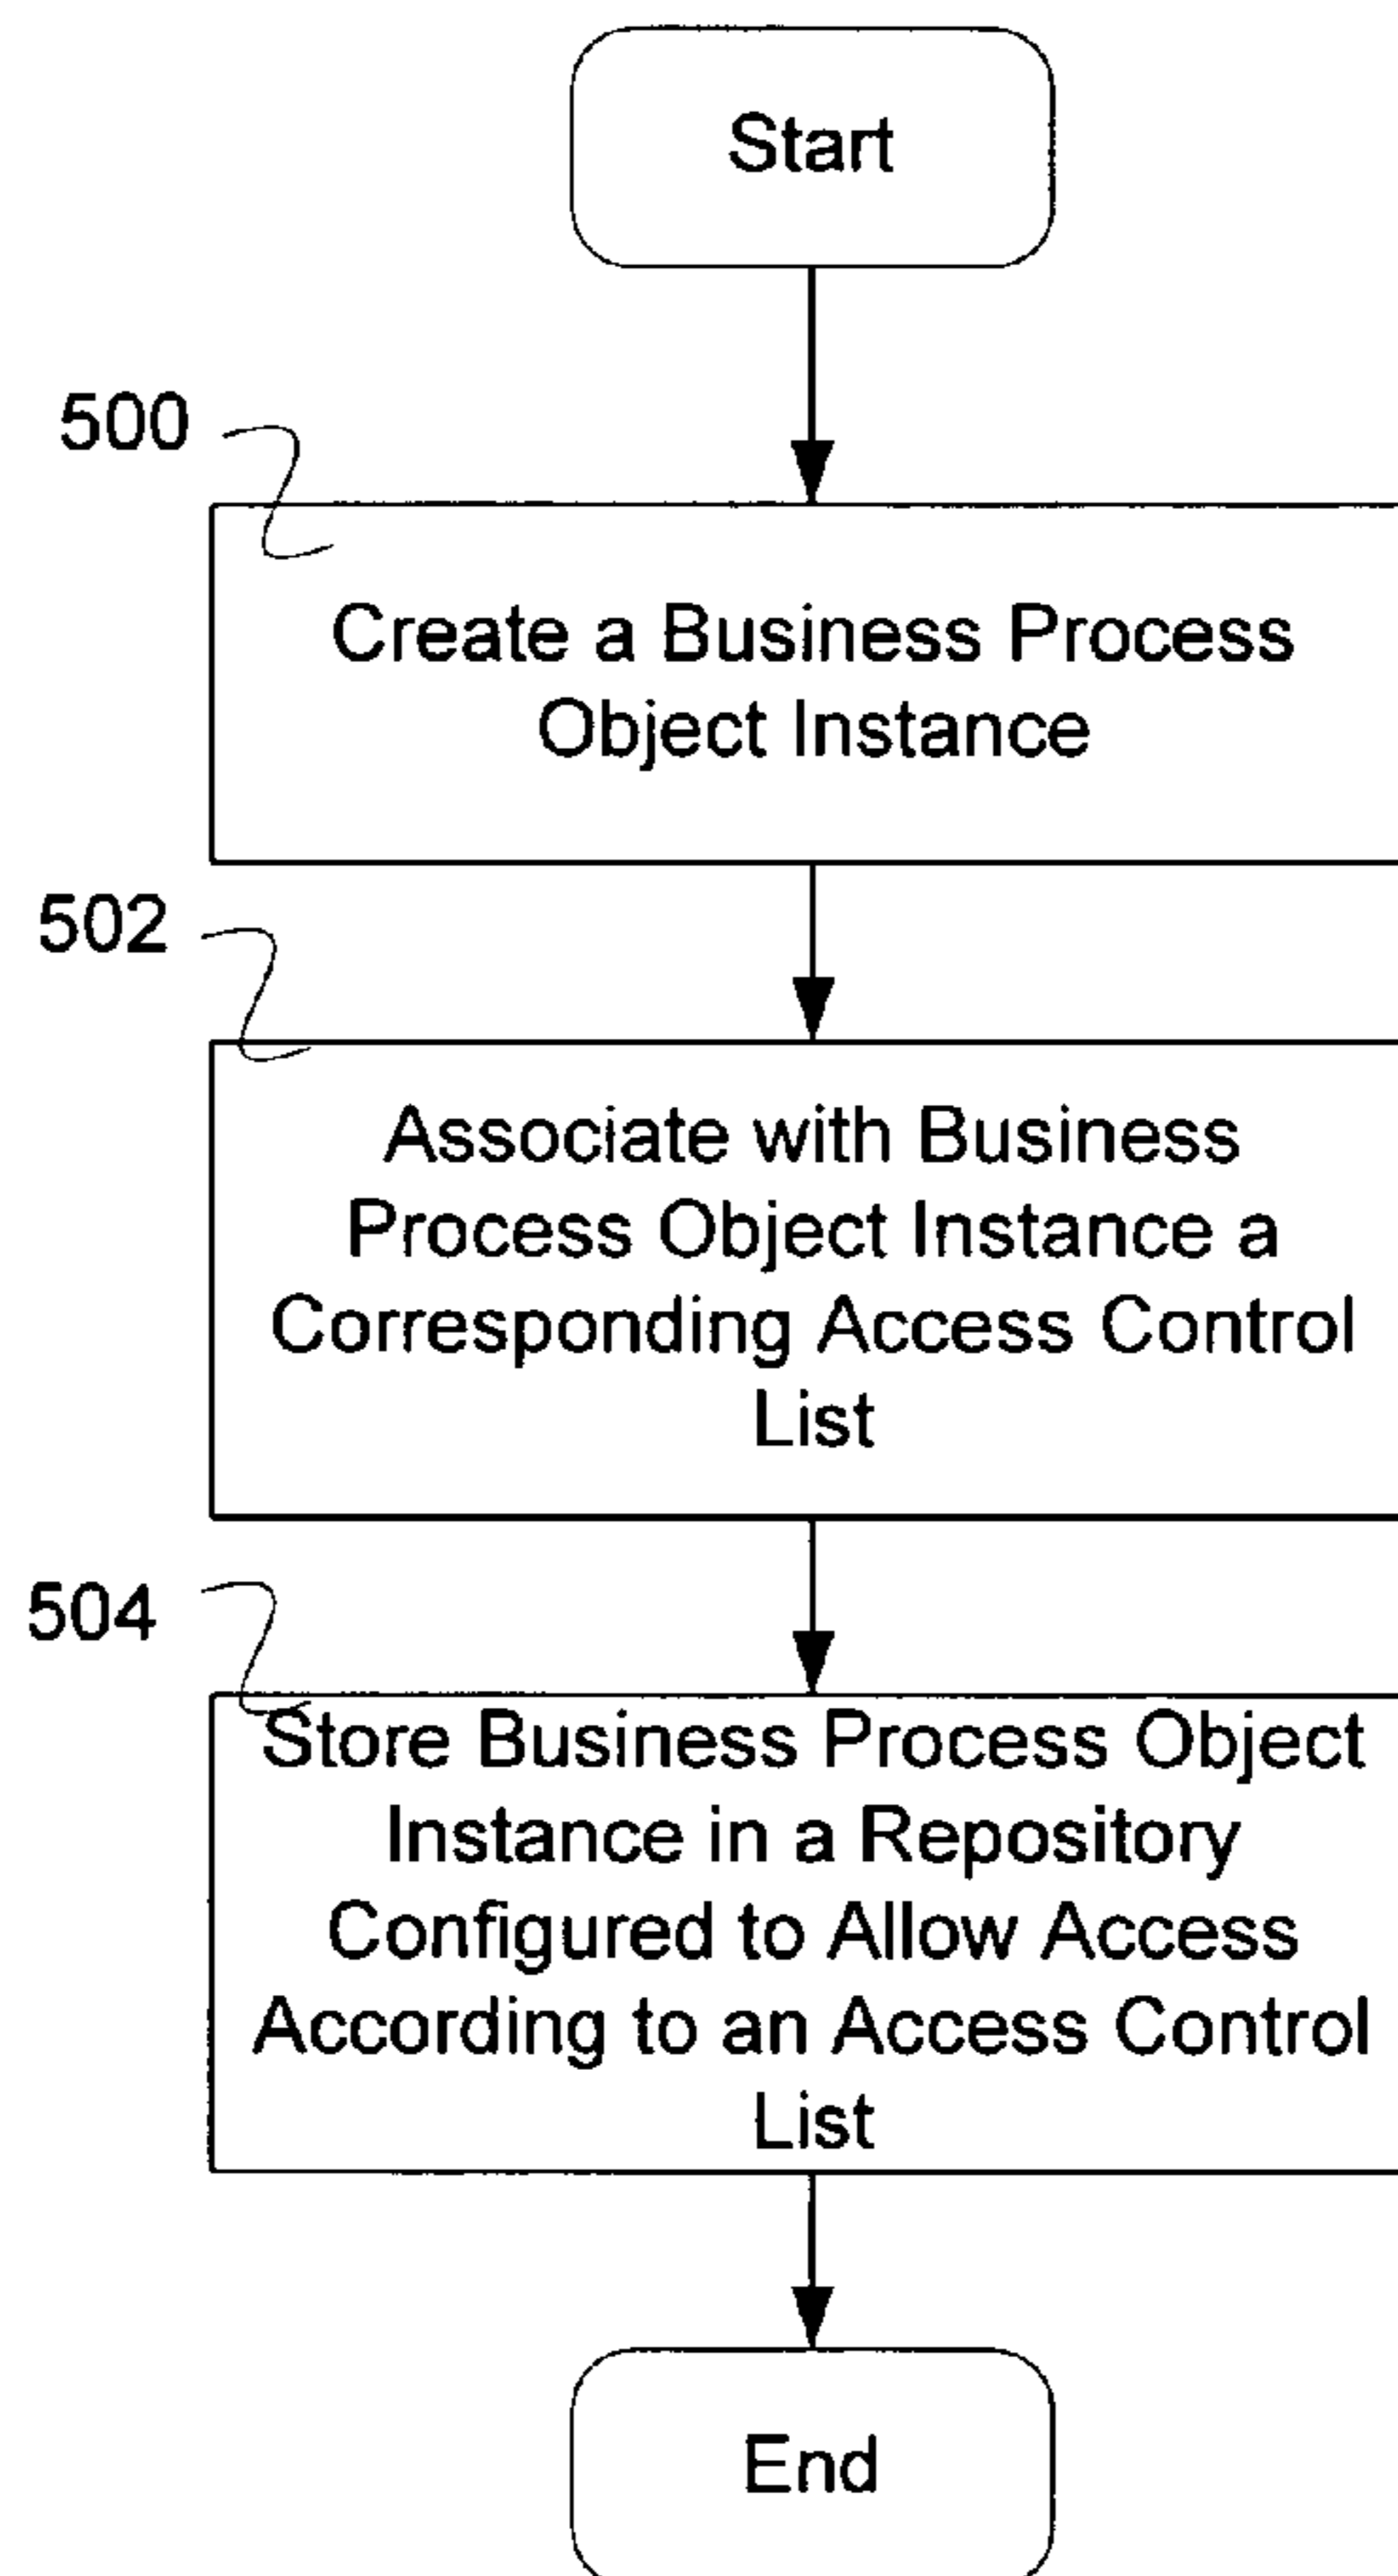 Start
500
Create a Business Process
Object Instance
502
Associate with Business
Process Object Instance a
Corresponding Access Control
List
504
Store Business Process Object
Instance in a Repository
Configured to Allow Access
According to an Access Control
List
End